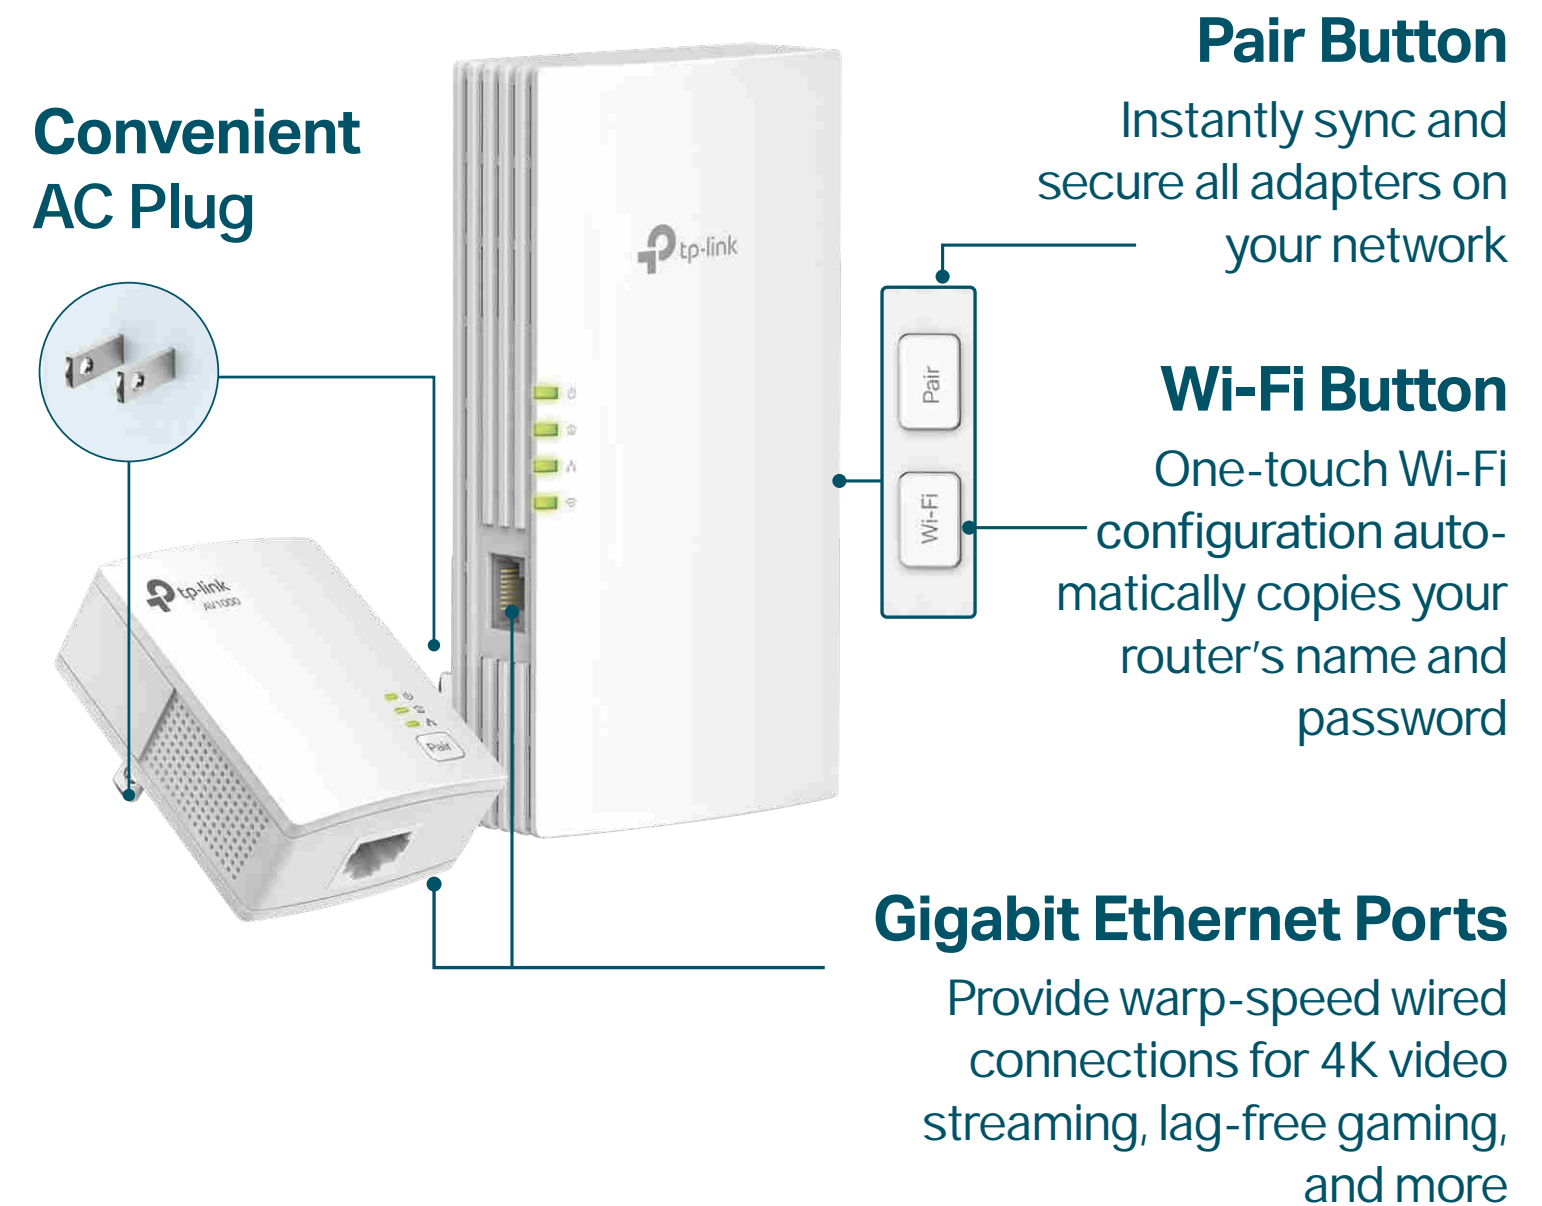 Convenient
AC Plug
tp-link
tp-link
AV1000
Pair
Pair
Wi-Fi
Pair Button
Instantly sync and
secure all adapters on
your network
Wi-Fi Button
One-touch Wi-Fi
configuration auto-
matically copies your
router's name and
password
Gigabit Ethernet Ports
Provide warp-speed wired
connections for 4K video
streaming, lag-free gaming,
and more